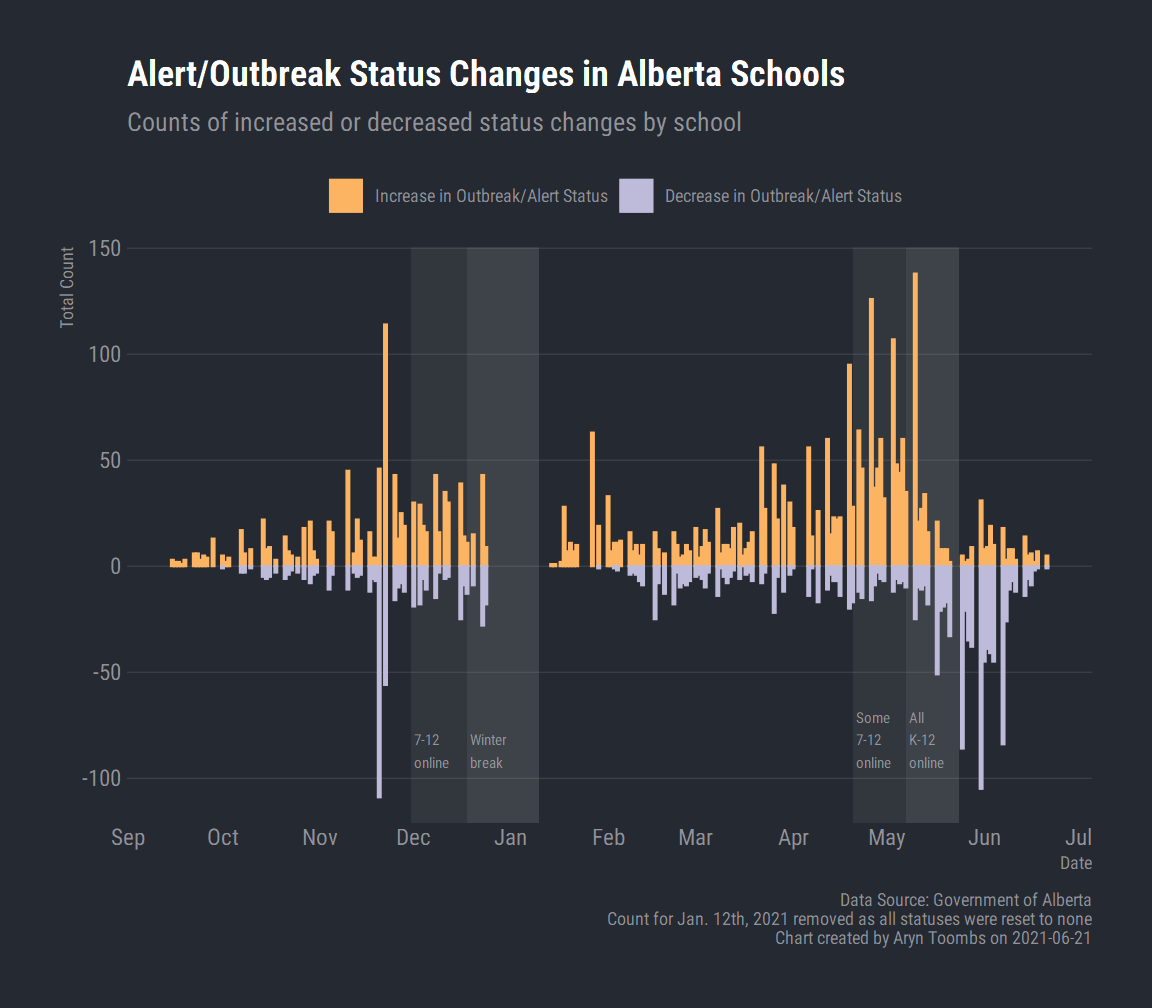 Alert/Outbreak Status Changes in Alberta Schools
Counts of increased or decreased status changes by school
Increase in Outbreak/Alert Status
Decrease in Outbreak/Alert Status
Total Count
150
100
50
0
-50
-100
7-12
online
Winter
break
Some
7-12
online
All
K-12
online
Sep
Oct
Nov
Dec
Jan
Feb
Mar
Apr
May
Jun
Jul
Date
Data Source: Government of Alberta
Count for Jan. 12th, 2021 removed as all statuses were reset to none
Chart created by Aryn Toombs on 2021-06-21